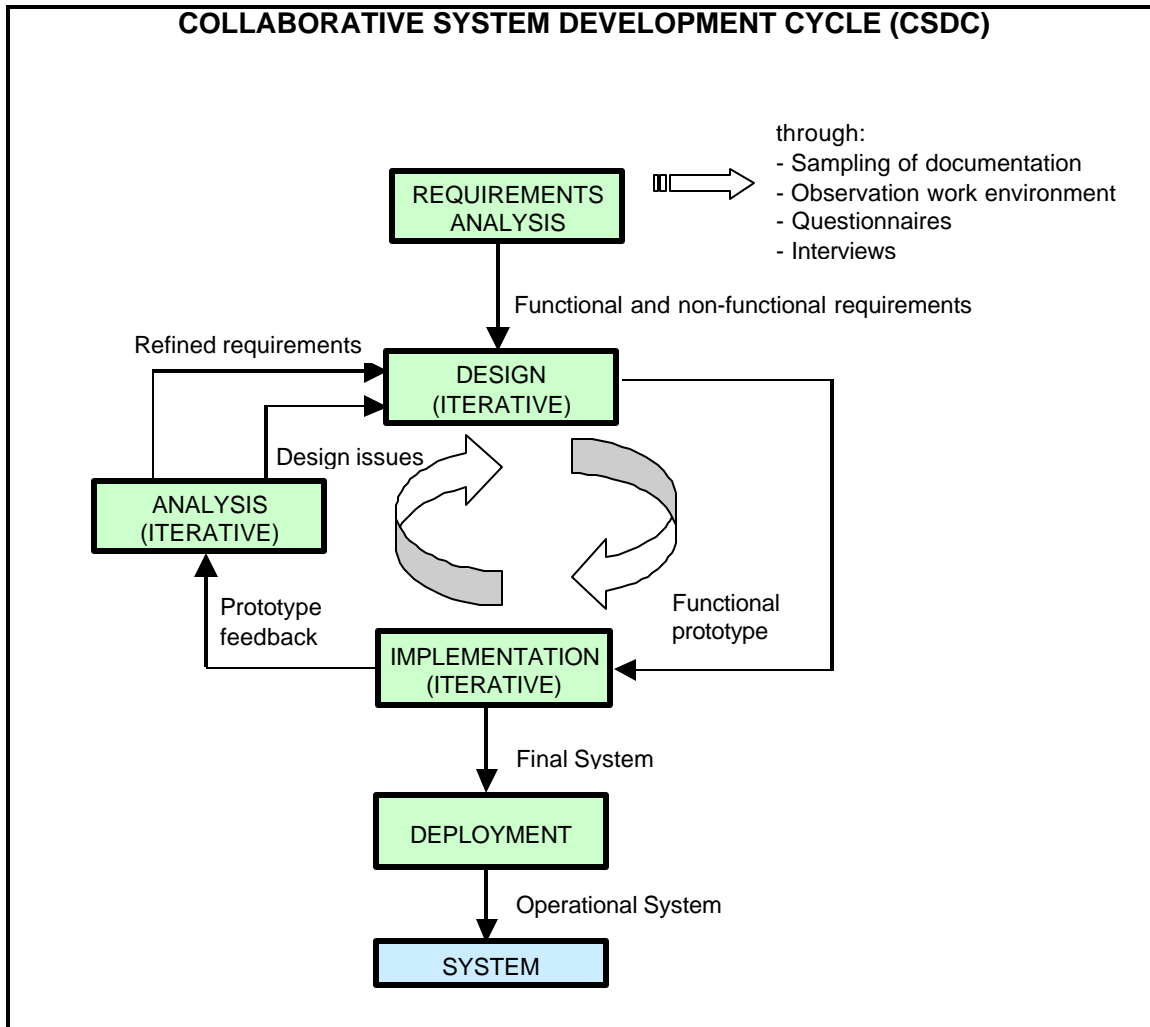 COLLABORATIVE SYSTEM DEVELOPMENT CYCLE (CSDC)
through:
- Sampling of documentation
- Observation work environment
- Questionnaires
- Interviews
REQUIREMENTS
ANALYSIS
Functional and non-functional requirements
Refined requirements
DESIGN
(ITERATIVE)
Design issues
ANALYSIS
(ITERATIVE)
Prototype
feedback
Functional
prototype
IMPLEMENTATION
(ITERATIVE)
Final System
DEPLOYMENT
Operational System
SYSTEM